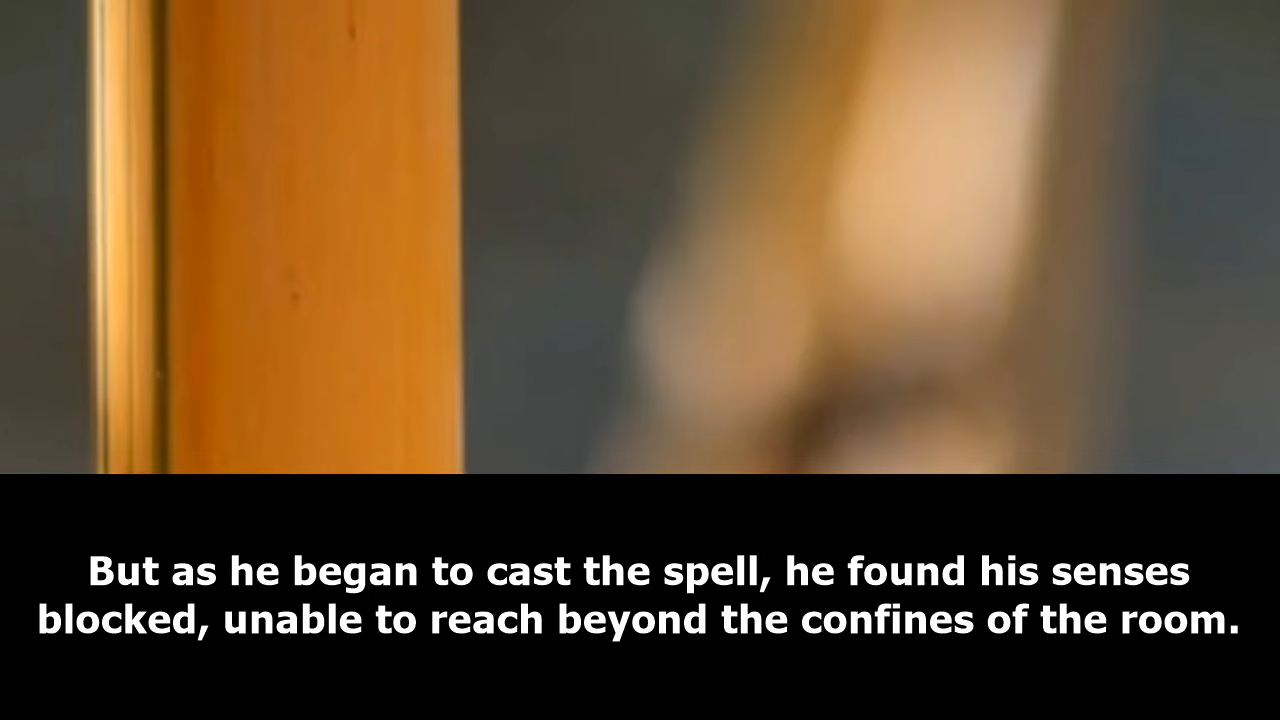 But as he began to cast the spell, he found his senses
blocked, unable to reach beyond the confines of the room.